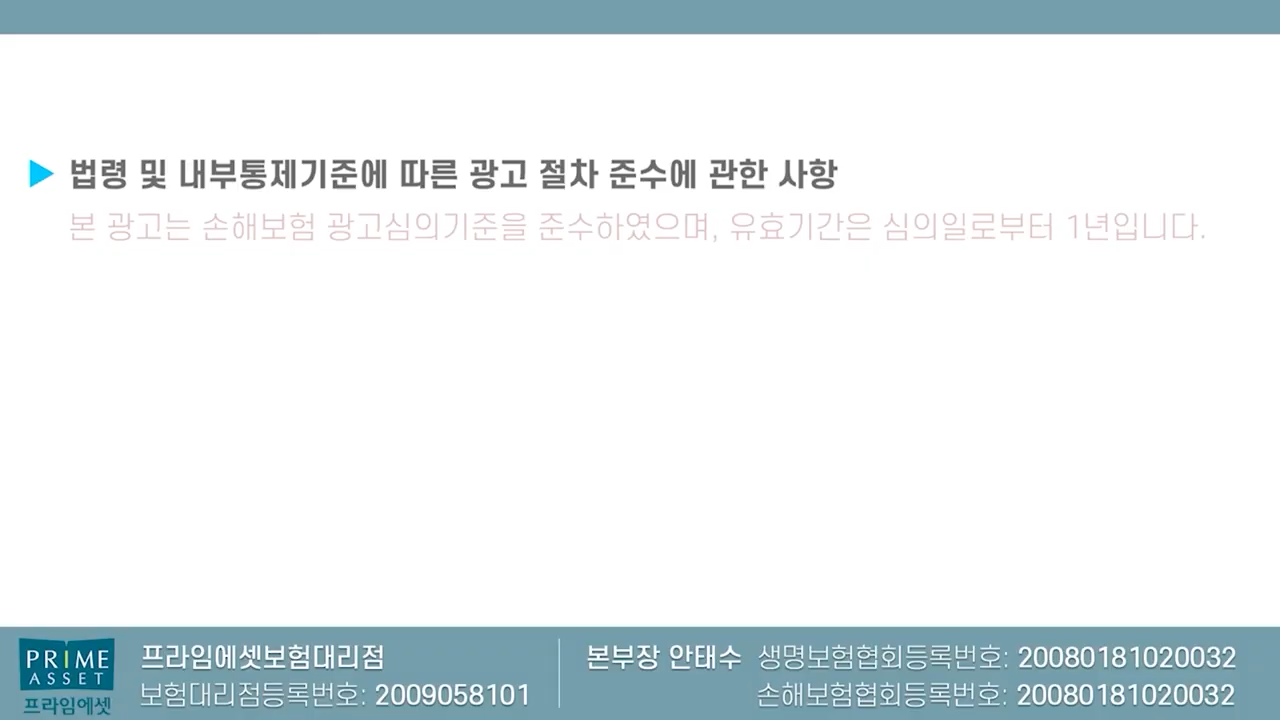 법령 및 내부통제기준에 따른 광고 절차 준수에 관한 사항
본 광고는 손해보험 광고심의기준을 준수하였으며, 유효기간은 심의일로부터 1년입니다.
PRIME
ASSET
프라임에셋
프라임에셋보험대리점
보험대리점등록번호: 2009058101
본부장 안태수 생명보험협회등록번호: 20080181020032
손해보험협회등록번호: 20080181020032